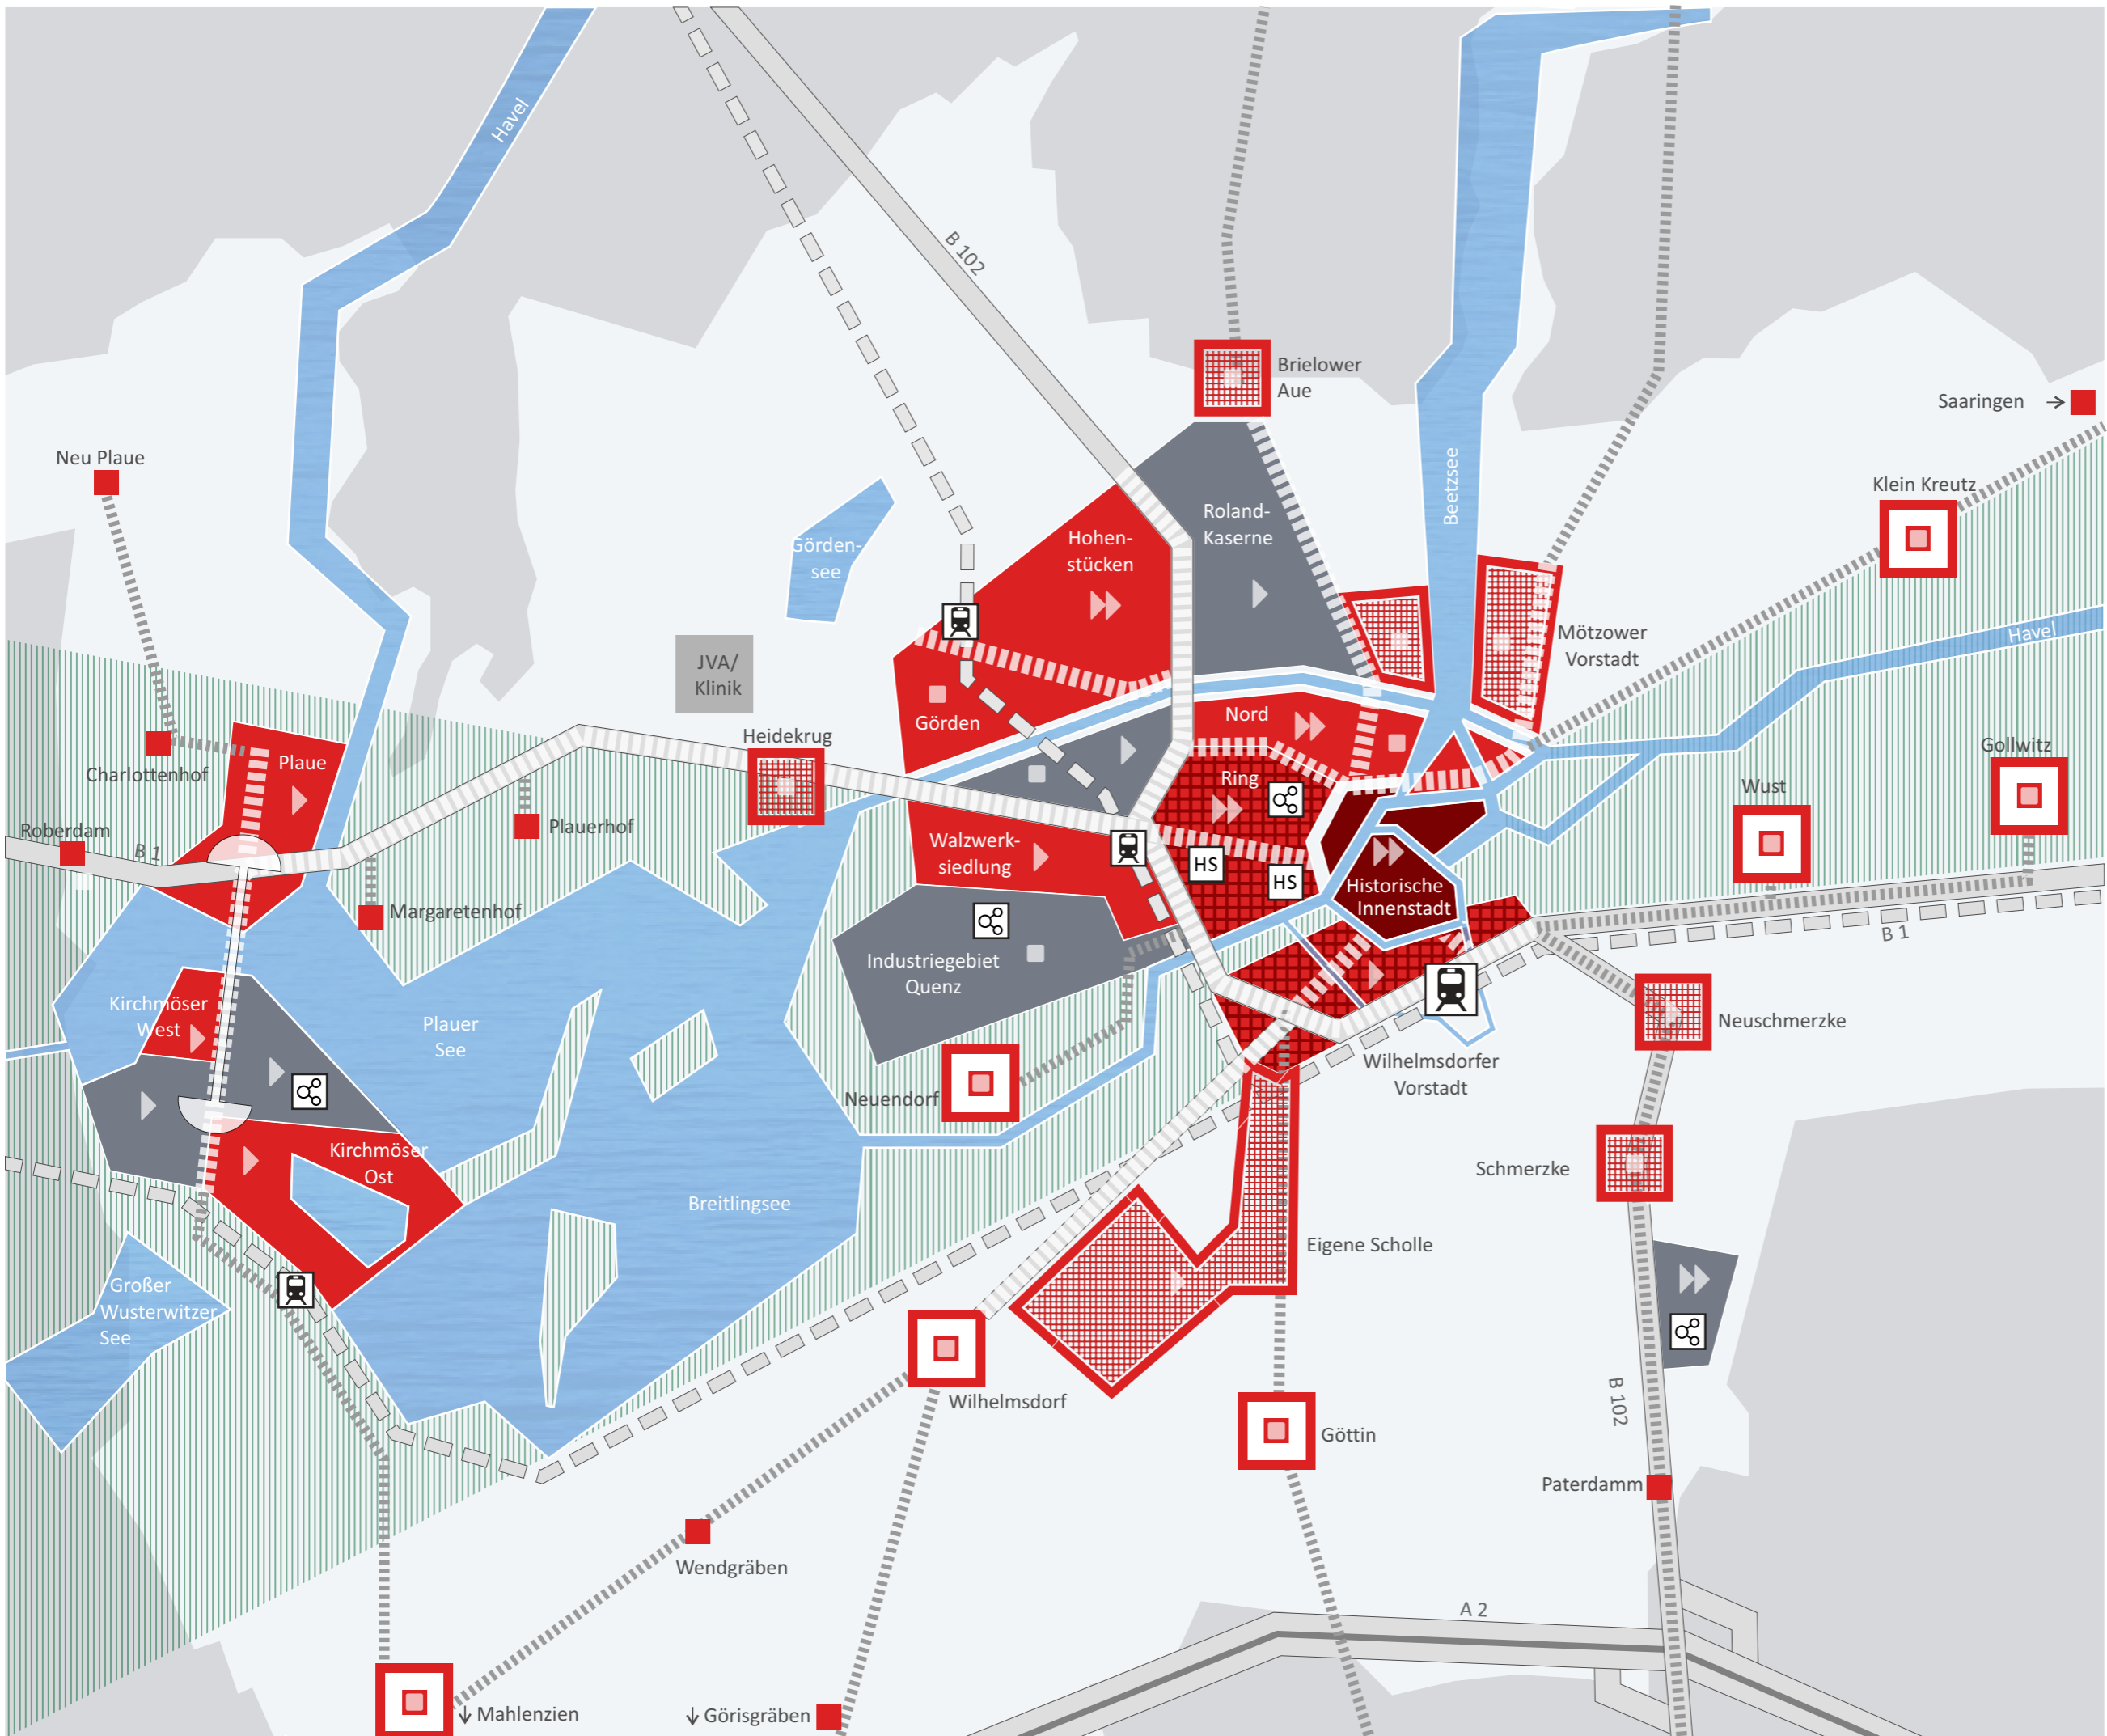 Havel
B 102
Brielower
Aue
Saaringen →
Neu Plaue
Beetzsee
Klein Kreutz
Roland-
Kaserne
Hohen-
stücken
Görden-
see
Mötzower
Vorstadt
Havel
JVA/
Klinik
Görden
Nord
Heidekrug
Gollwitz
Plaue
Charlottenhof
Ring
Wust
Plauerhof
Roberdam
B 1
Walzwerk-
siedlung
HS
HS
Historische
Innenstadt
Margaretenhof
B 1
Industriegebiet
Quenz
Kirchmöser
West
Plauer
See
Neuschmerzke
Wilhelmsdorfer
Vorstadt
Neuendorf
Kirchmöser
Ost
Schmerzke
Breitlingsee
Eigene Scholle
Großer
Wusterwitzer
See
Wilhelmsdorf
B 102
Göttin
Paterdamm
Wendgräben
A 2
↓ Mahlenzien
↓ Görisgräben